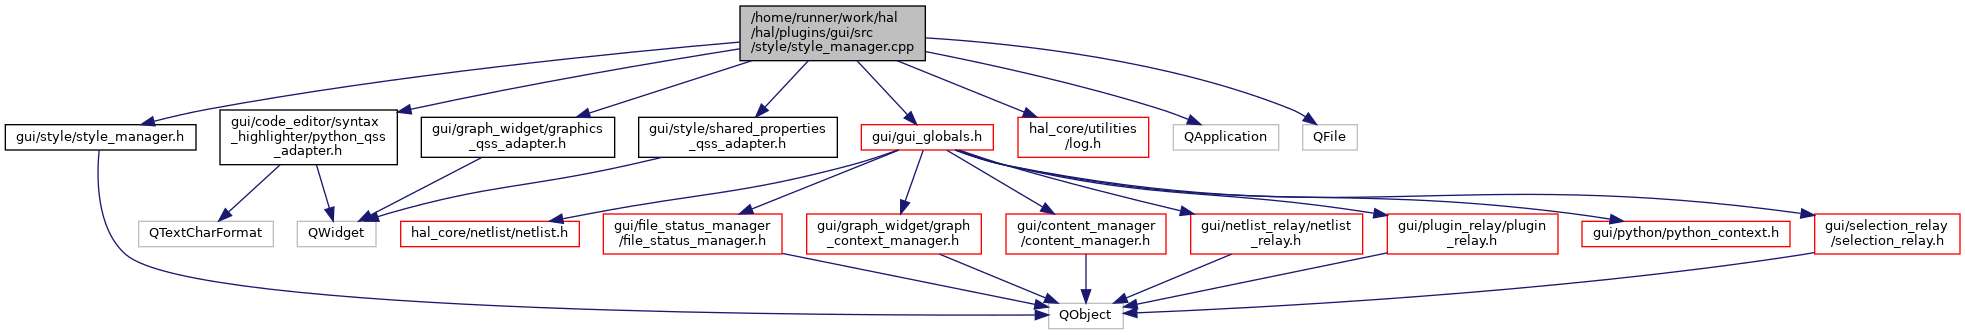 /home/runner/work/hal
/hal/plugins/gui/src
/style/style_manager.cpp
gui/style/style_manager.h
gui/code_editor/syntax
_highlighter/python_qss
_adapter.h
gui/graph_widget/graphics
_qss_adapter.h
gui/style/shared_properties
_qss_adapter.h
gui/gui_globals.h
hal_core/utilities
/log.h
QApplication
QFile
QTextCharFormat
QWidget
hal_core/netlist/netlist.h
gui/file_status_manager
/file_status_manager.h
gui/graph_widget/graph
_context_manager.h
gui/content_manager
/content_manager.h
gui/netlist_relay/netlist
_relay.h
gui/plugin_relay/plugin
_relay.h
gui/python/python_context.h
gui/selection_relay
/selection_relay.h
QObject